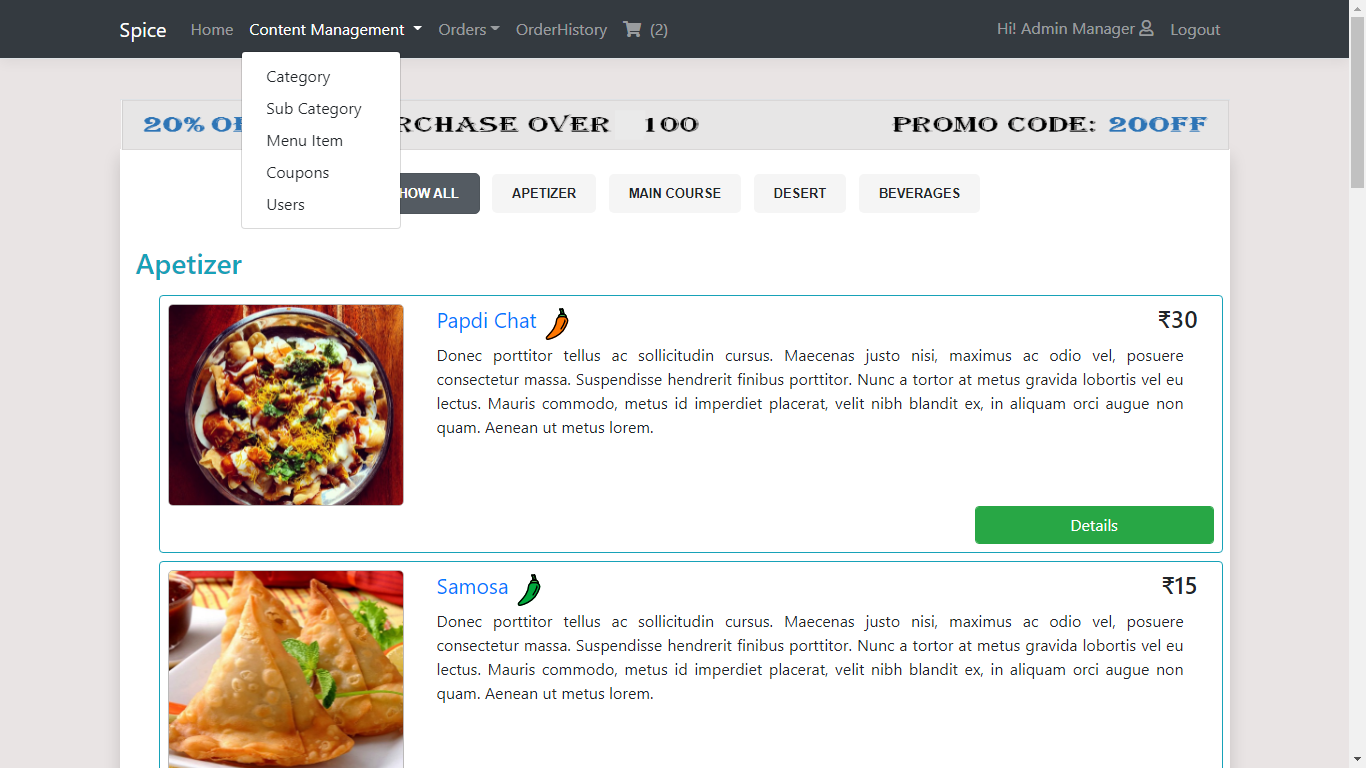 Spice Home Content Management Orders OrderHistory (2) Hi! Admin Manager Logout
Category
Sub Category
Menu Item
Coupons
Users
20% OVER 100 PROMO CODE: 20OFF
ALL APETIZER MAIN COURSE DESERT BEVERAGES
Apetizer
Papdi Chat ₹30
Donec porttitor tellus ac sollicitudin cursus. Maecenas justo nisi, maximus ac odio vel, posuere
consectetur massa. Suspendisse hendrerit finibus porttitor. Nunc a tortor at metus gravida lobortis vel eu
lectus. Mauris commodo, metus id imperdiet placerat, velit nibh blandit ex, in aliquam orci augue non
quam. Aenean ut metus lorem.
Details
Samosa ₹15
Donec porttitor tellus ac sollicitudin cursus. Maecenas justo nisi, maximus ac odio vel, posuere
consectetur massa. Suspendisse hendrerit finibus porttitor. Nunc a tortor at metus gravida lobortis vel eu
lectus. Mauris commodo, metus id imperdiet placerat, velit nibh blandit ex, in aliquam orci augue non
quam. Aenean ut metus lorem.